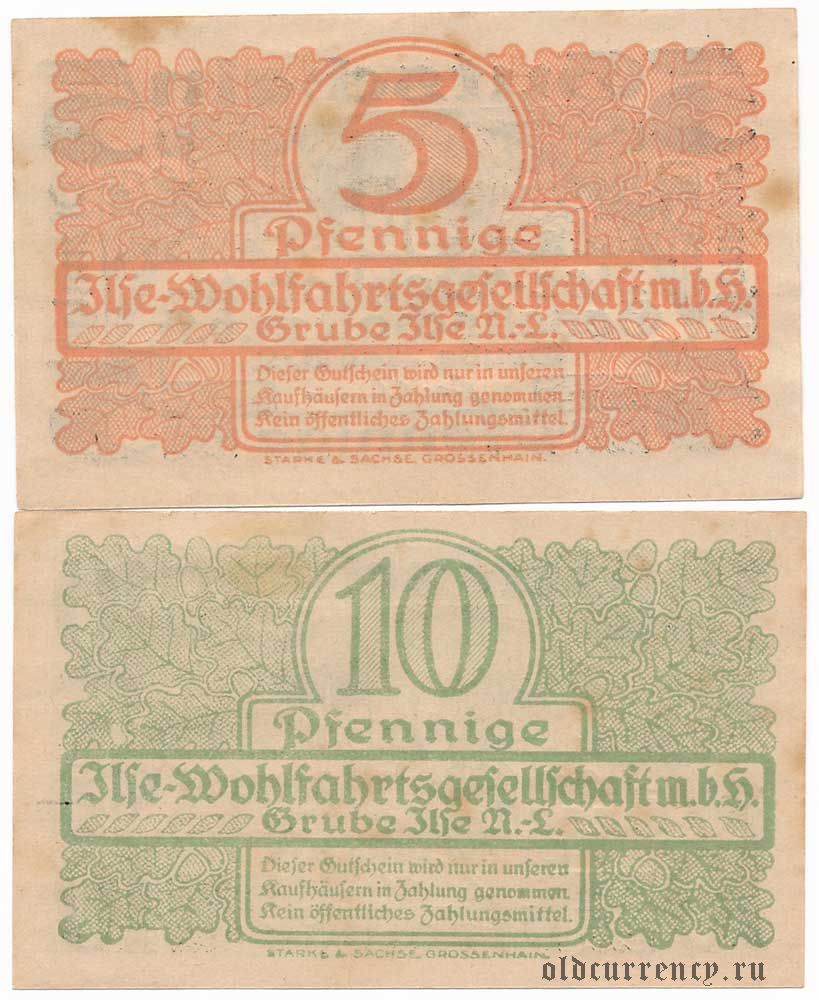 5
Pfennige
Ilse-Wohlfahrtsgesellschaft m.b.H.
Grube Ilse N.-L.
Dieser Gutschein wird nur in unseren
Kaufhäusern in Zahlung genommen.
Kein öffentliches Zahlungsmittel.
STARKE & SACHSE, GROSSENHAIN.
10
Pfennige
Ilse-Wohlfahrtsgesellschaft m.b.H.
Grube Ilse N.-L.
Dieser Gutschein wird nur in unseren
Kaufhäusern in Zahlung genommen.
Kein öffentliches Zahlungsmittel.
STARKE & SACHSE, GROSSENHAIN.
oldcurrency.ru